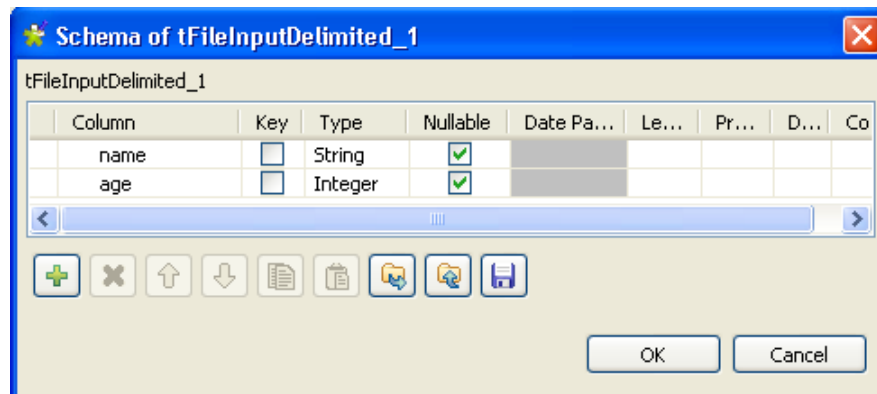 Schema of tFileInputDelimited_1
tFileInputDelimited_1
Column Key Type Nullable Date Pa... Le... Pr... D... Co
name String
age Integer
OK Cancel